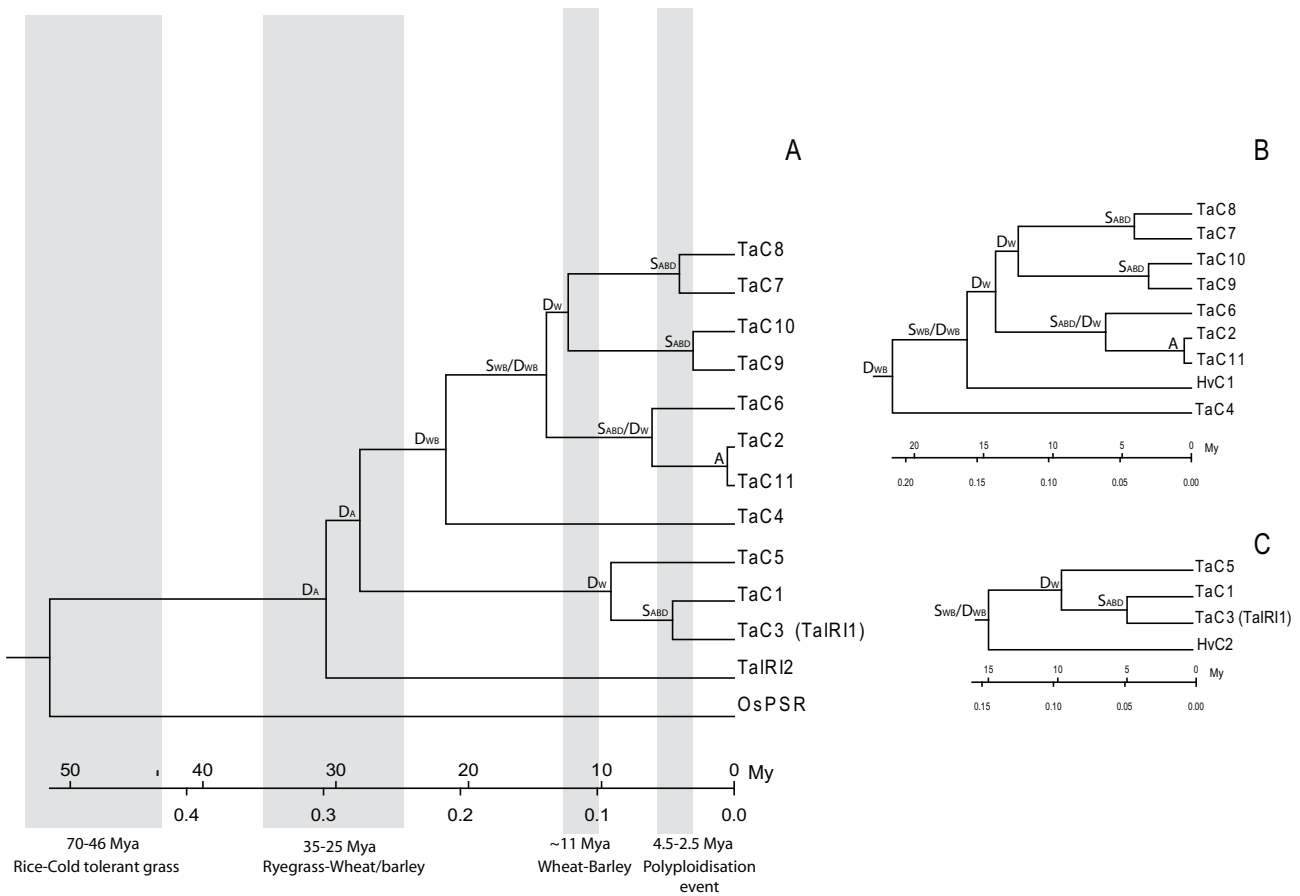 A
TaC8
SABD
TaC7
DW
TaC10
SABD
TaC9
SWB/DWB
TaC6
SABD/DW
TaC2
A
TaC11
DWB
TaC4
DA
TaC5
DW
TaC1
SABD
TaC3 (TaIRI1)
DA
TaIRI2
OsPSR
50 40 30 20 10 0 My
0.4 0.3 0.2 0.1 0.0
70-46 Mya
Rice-Cold tolerant grass
35-25 Mya
Ryegrass-Wheat/barley
~11 Mya
Wheat-Barley
4.5-2.5 Mya
Polyploidisation
event
B
TaC8
SABD
TaC7
DW
TaC10
SABD
TaC9
DW
TaC6
SABD/DW
TaC2
A
TaC11
SWB/DWB
HvC1
DWB
TaC4
20 15 10 5 0 My
0.20 0.15 0.10 0.05 0.00
C
TaC5
DW
TaC1
SABD
TaC3 (TaIRI1)
SWB/DWB
HvC2
15 10 5 0 My
0.15 0.10 0.05 0.00